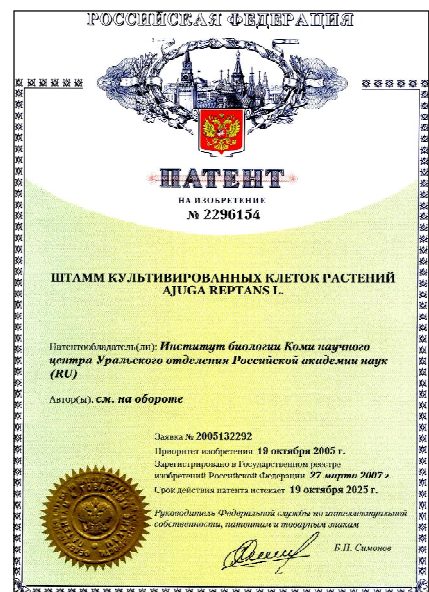 РОССИЙСКАЯ ФЕДЕРАЦИЯ
ПАТЕНТ
НА ИЗОБРЕТЕНИЕ
№ 2296154
ШТАММ КУЛЬТИВИРОВАННЫХ КЛЕТОК РАСТЕНИЙ
AJUGA REPTANS L.
Патентообладатель(ли): Институт биологии Коми научного
центра Уральского отделения Российской академии наук
(RU)
Автор(ы): см. на обороте
Заявка № 2005132292
Приоритет изобретения 19 октября 2005 г.
Зарегистрировано в Государственном реестре
изобретений Российской Федерации 27 марта 2007 г.
Срок действия патента истекает 19 октября 2025 г.
Руководитель Федеральной службы по интеллектуальной
собственности, патентам и товарным знакам
Б.П. Симонов